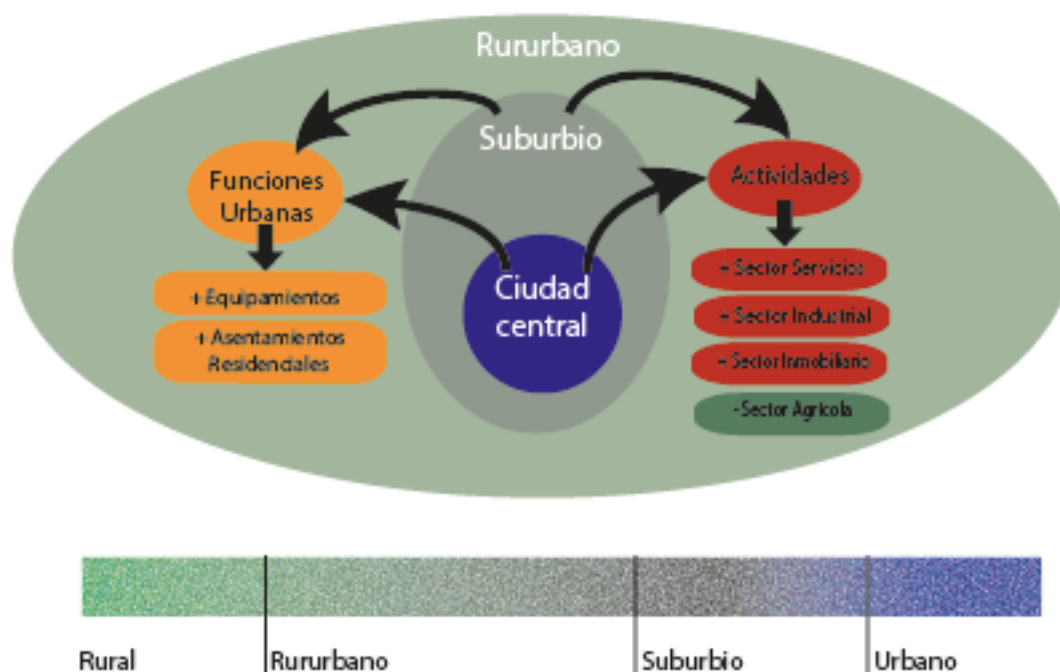 Rururbano
Suburbio
Funciones
Urbanas
Actividades
+ Equipamientos
+ Asentamientos
Residenciales
Ciudad
central
+ Sector Servicios
+ Sector Industrial
+ Sector Inmobiliario
-Sector Agrícola
Rural
Rururbano
Suburbio
Urbano